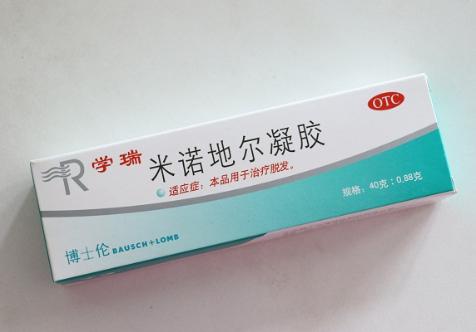 OTC
R 学瑞 米诺地尔凝胶
适应症：本品用于治疗脱发。
规格：40克：0.88克
博士伦 BAUSCH+LOMB